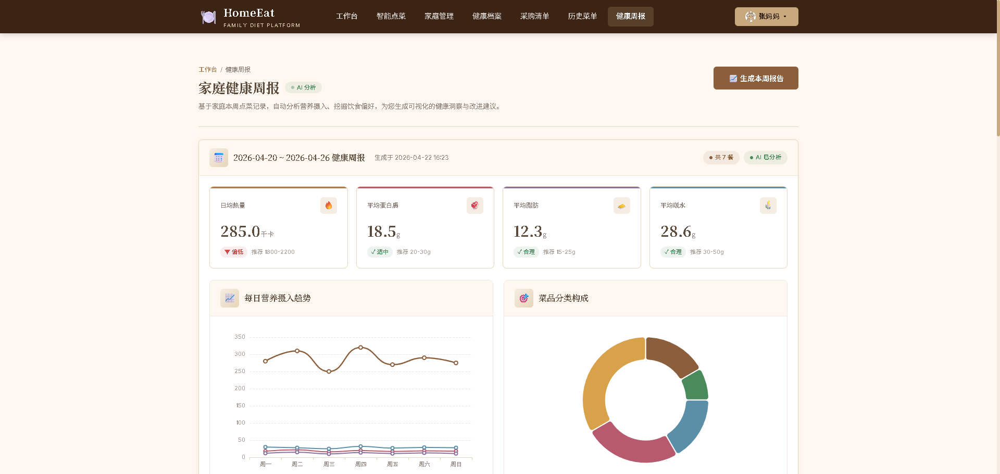 HomeEat
FAMILY DIET PLATFORM
工作台
智能点菜
家庭管理
健康档案
采购清单
历史菜单
健康周报
张妈妈
工作台 / 健康周报
家庭健康周报
AI 分析
生成本周报告
基于家庭本周点菜记录，自动分析营养摄入、挖掘饮食偏好，为您生成可视化的健康洞察与改进建议。
2026-04-20 ~ 2026-04-26 健康周报
生成于 2026-04-22 16:23
共 7 餐
AI 已分析
日均热量
285.0千卡
▼ 偏低
推荐 1800-2200
平均蛋白质
18.5g
✓ 适中
推荐 20-30g
平均脂肪
12.3g
✓ 合理
推荐 15-25g
平均碳水
28.6g
✓ 合理
推荐 30-50g
每日营养摄入趋势
350
300
250
200
150
100
50
0
周一
周二
周三
周四
周五
周六
周日
菜品分类构成